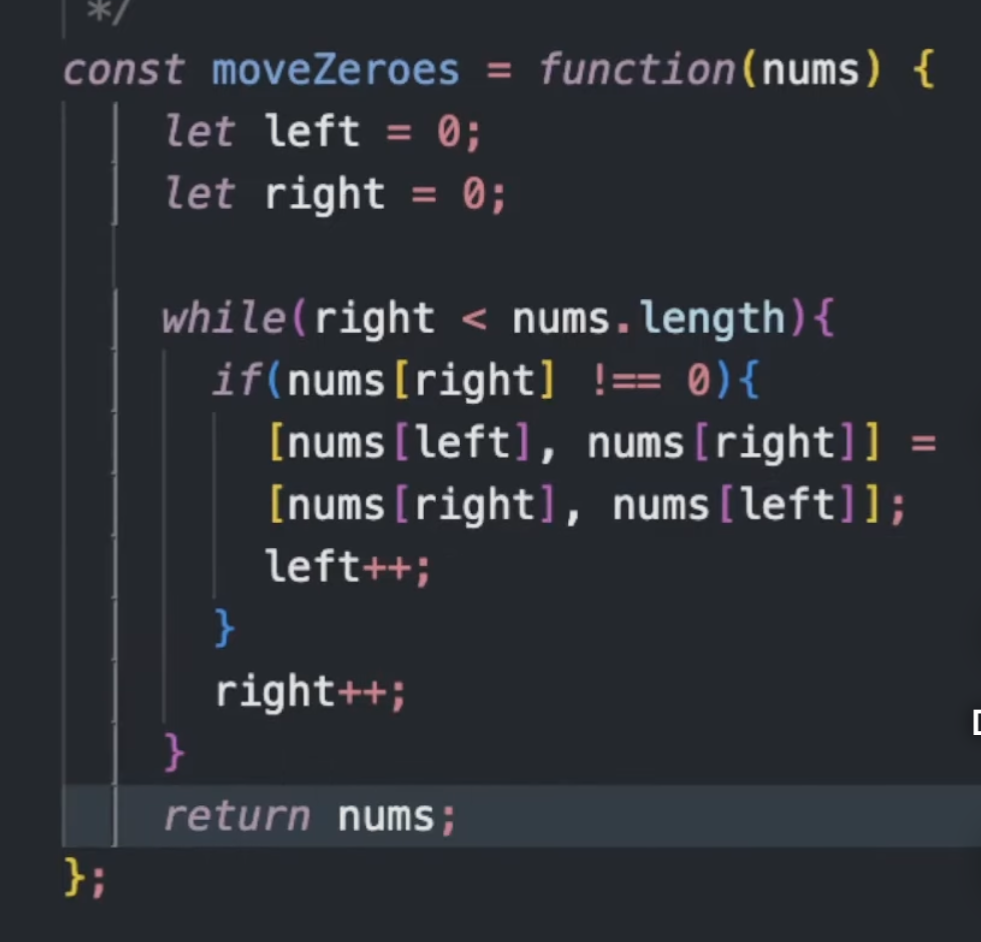 */
const moveZeroes = function(nums) {
let left = 0;
let right = 0;
while(right < nums.length){
if(nums[right] !== 0){
[nums[left], nums[right]] =
[nums[right], nums[left]];
left++;
}
right++;
}
return nums;
};